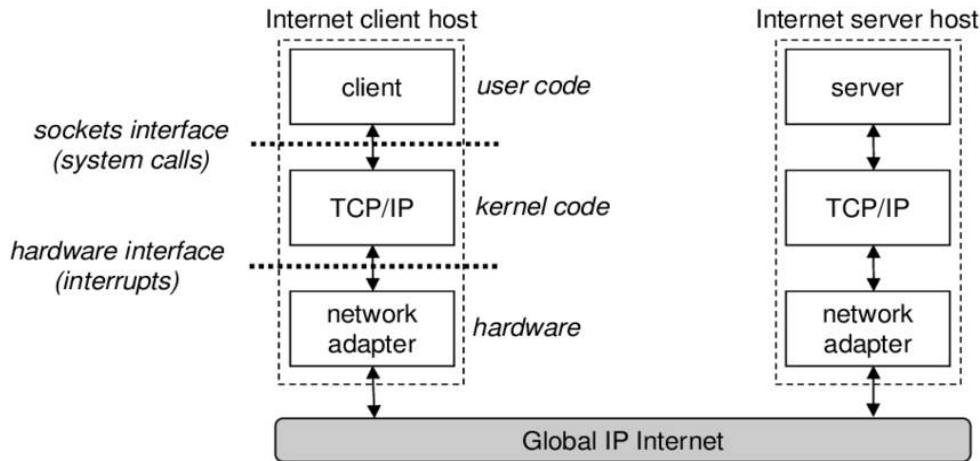 Internet client host
Internet server host
client
user code
server
sockets interface
(system calls)
TCP/IP
kernel code
TCP/IP
hardware interface
(interrupts)
network
adapter
hardware
network
adapter
Global IP Internet